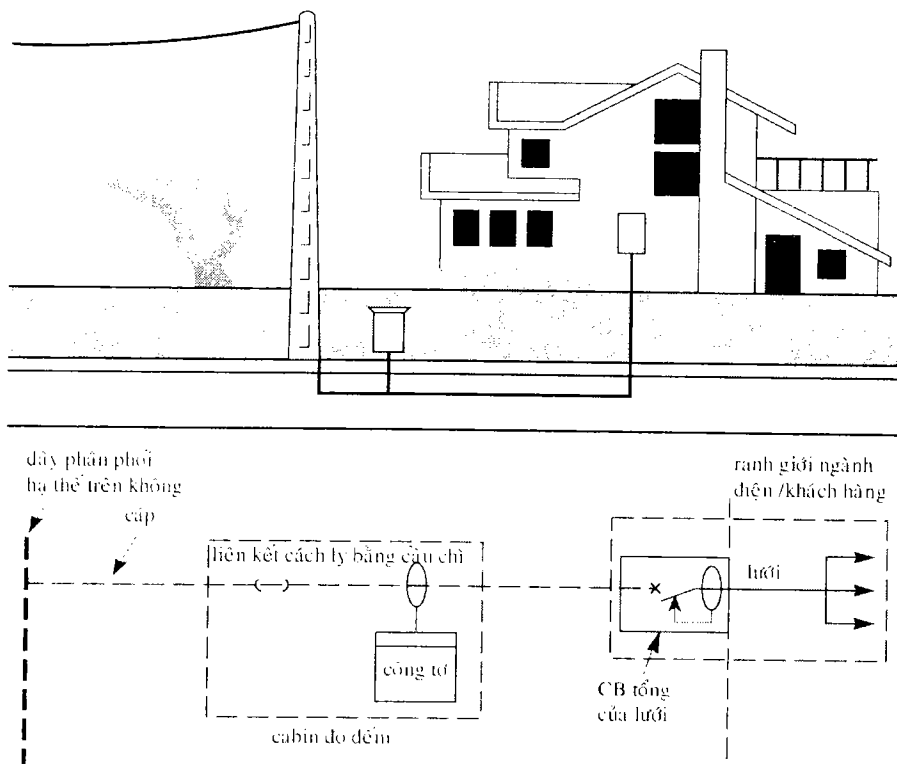 dây phân phối
hạ thế trên không
cáp
liên kết cách ly bằng cầu chì
công tơ
cabin đo đếm
ranh giới ngành
điện /khách hàng
lưới
CB tổng
của lưới